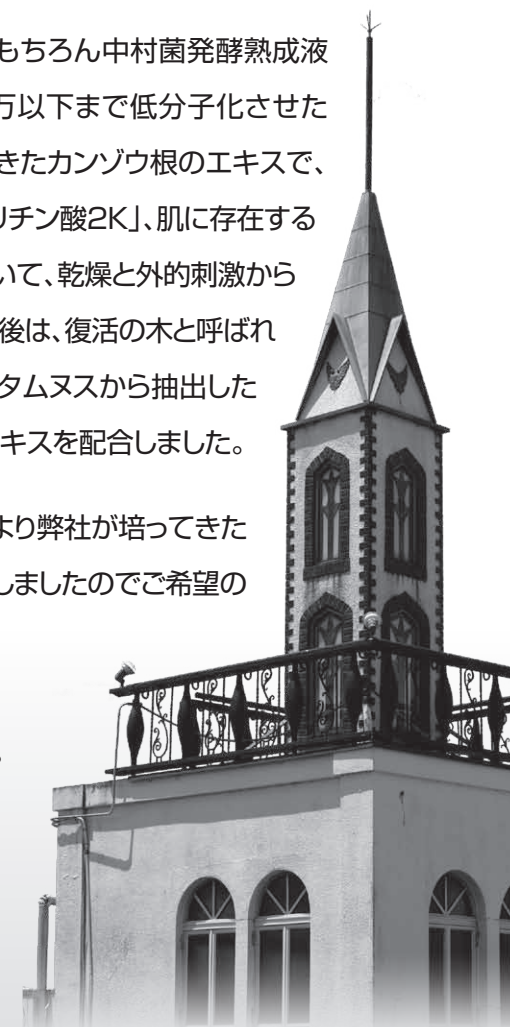 もちろん中村菌発酵熟成液
万以下まで低分子化させた
きたカンゾウ根のエキスで、
リチン酸2K」、肌に存在する
いて、乾燥と外的刺激から
後は、復活の木と呼ばれ
タムヌスから抽出した
キスを配合しました。
より弊社が培ってきた
しましたのでご希望の